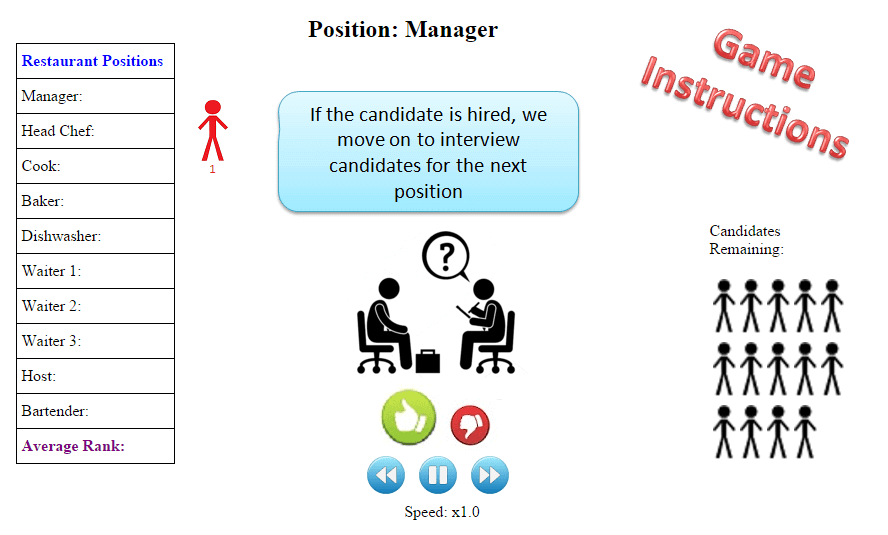 Position: Manager
Game
Instructions
Restaurant Positions
Manager:
Head Chef:
Cook:
Baker:
Dishwasher:
Waiter 1:
Waiter 2:
Waiter 3:
Host:
Bartender:
Average Rank:
1
If the candidate is hired, we
move on to interview
candidates for the next
position
?
Candidates
Remaining:
Speed: x1.0